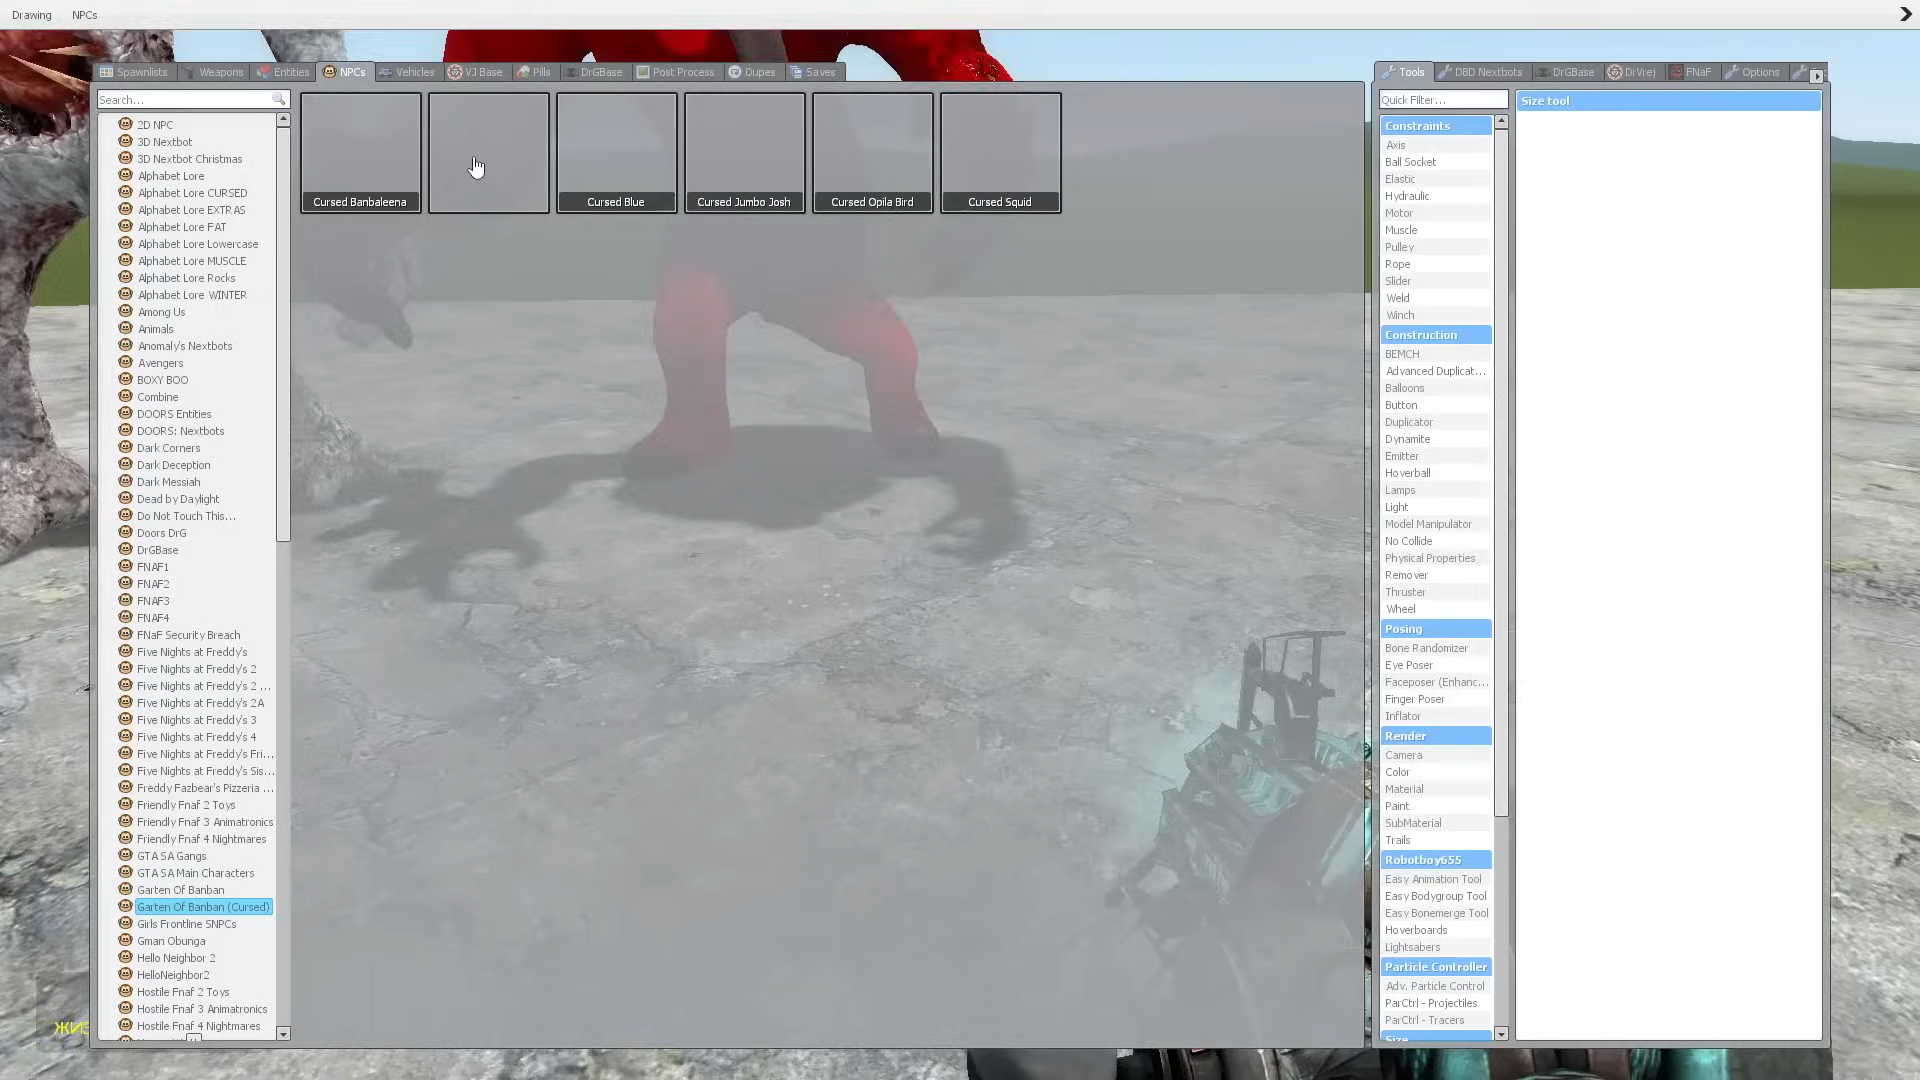 Drawing NPCs
Spawnlists Weapons Entities NPCs Vehicles VJ Base Pills DrGBase Post Process Dupes Saves
Search...
2D NPC
3D Nextbot
3D Nextbot Christmas
Alphabet Lore
Alphabet Lore CURSED
Alphabet Lore EXTRAS
Alphabet Lore FAT
Alphabet Lore Lowercase
Alphabet Lore MUSCLE
Alphabet Lore Rocks
Alphabet Lore WINTER
Among Us
Animals
Anomaly's Nextbots
Avengers
BOXY BOO
Combine
DOORS Entities
DOORS: Nextbots
Dark Corners
Dark Deception
Dark Messiah
Dead by Daylight
Do Not Touch This...
Doors DrG
DrGBase
FNAF1
FNAF2
FNAF3
FNAF4
FNaF Security Breach
Five Nights at Freddy's
Five Nights at Freddy's 2
Five Nights at Freddy's 2 ...
Five Nights at Freddy's 2A
Five Nights at Freddy's 3
Five Nights at Freddy's 4
Five Nights at Freddy's Fri...
Five Nights at Freddy's Sis...
Freddy Fazbear's Pizzeria ...
Friendly Fnaf 2 Toys
Friendly Fnaf 3 Animatronics
Friendly Fnaf 4 Nightmares
GTA SA Gangs
GTA SA Main Characters
Garten Of Banban
Garten Of Banban (Cursed)
Girls Frontline SNPCs
Gman Obunga
Hello Neighbor 2
HelloNeighbor2
Hostile Fnaf 2 Toys
Hostile Fnaf 3 Animatronics
Hostile Fnaf 4 Nightmares
Cursed Banbaleena
Cursed Blue
Cursed Jumbo Josh
Cursed Opila Bird
Cursed Squid
Tools DBD Nextbots DrGBase DrVrej FNaF Options
Quick Filter...
Constraints
Axis
Ball Socket
Elastic
Hydraulic
Motor
Muscle
Pulley
Rope
Slider
Weld
Winch
Construction
BEMCH
Advanced Duplicat...
Balloons
Button
Duplicator
Dynamite
Emitter
Hoverball
Lamps
Light
Model Manipulator
No Collide
Physical Properties
Remover
Thruster
Wheel
Posing
Bone Randomizer
Eye Poser
Faceposer (Enhanc...
Finger Poser
Inflator
Render
Camera
Color
Material
Paint
SubMaterial
Trails
Robotboy655
Easy Animation Tool
Easy Bodygroup Tool
Easy Bonemerge Tool
Hoverboards
Lightsabers
Particle Controller
Adv. Particle Control
ParCtrl - Projectiles
ParCtrl - Tracers
Size
Size tool